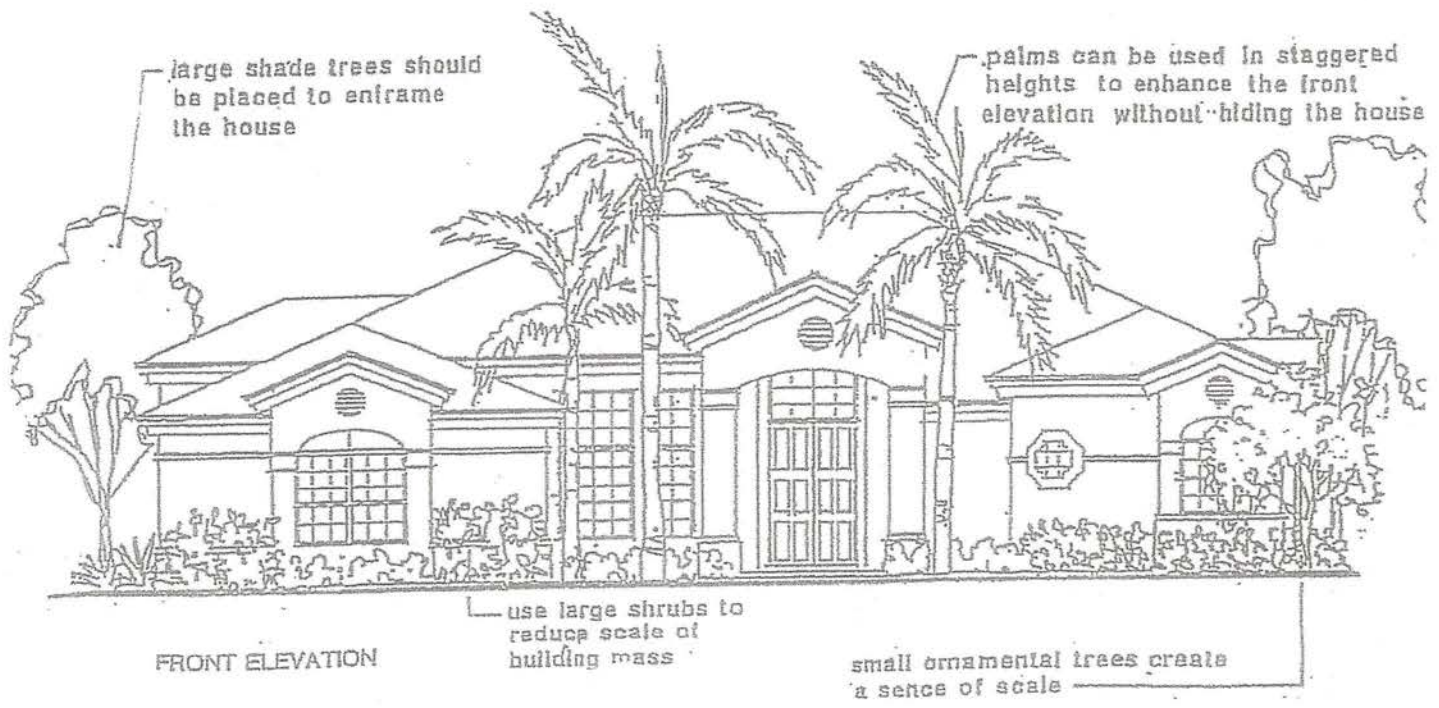 large shade trees should
be placed to enframe
the house
palms can be used in staggered
heights to enhance the front
elevation without hiding the house
use large shrubs to
reduce scale of
building mass
FRONT ELEVATION
small ornamental trees create
a sence of scale